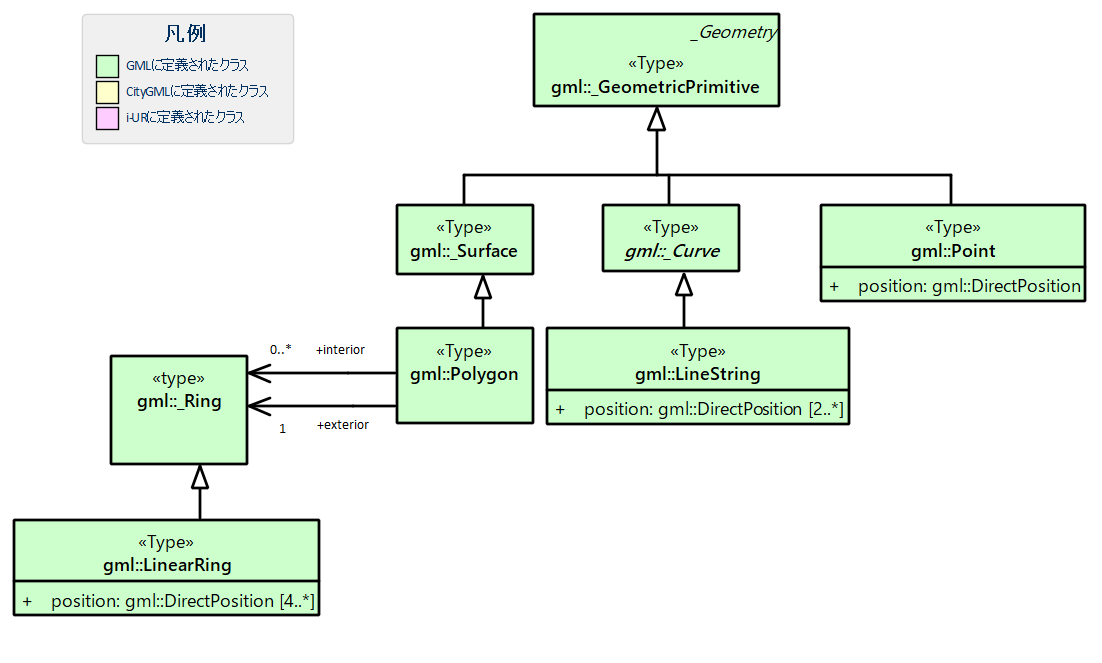 凡例
GMLに定義されたクラス
CityGMLに定義されたクラス
i-URに定義されたクラス
_Geometry
«Type»
gml::_GeometricPrimitive
«Type»
gml::_Surface
«Type»
gml::_Curve
«Type»
gml::Point
+ position: gml::DirectPosition
0..* +interior
1 +exterior
«type»
gml::_Ring
«Type»
gml::Polygon
«Type»
gml::LineString
+ position: gml::DirectPosition [2..*]
«Type»
gml::LinearRing
+ position: gml::DirectPosition [4..*]